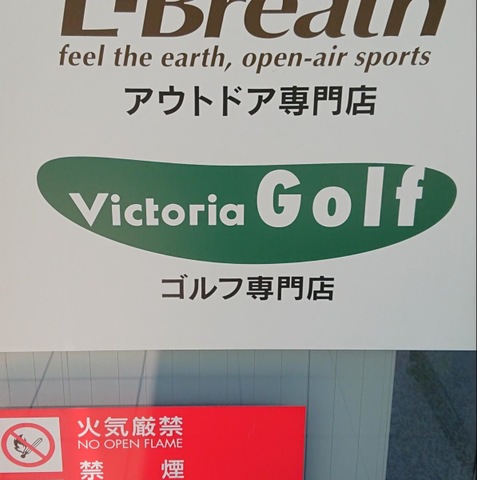 L-Breath
feel the earth, open-air sports
アウトドア専門店
Victoria Golf
ゴルフ専門店
火気厳禁
NO OPEN FLAME
禁 煙